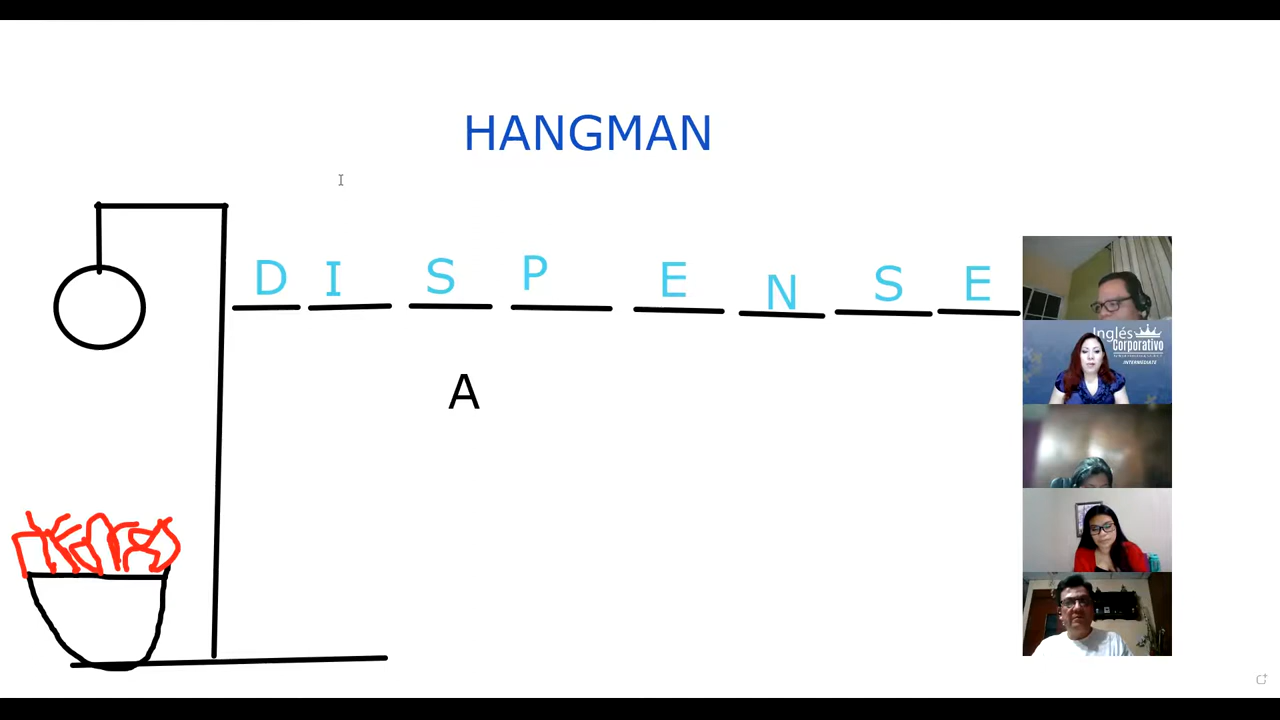 HANGMAN
D I S P E N S E
A
Inglés
Corporativo
INTERMEDIATE